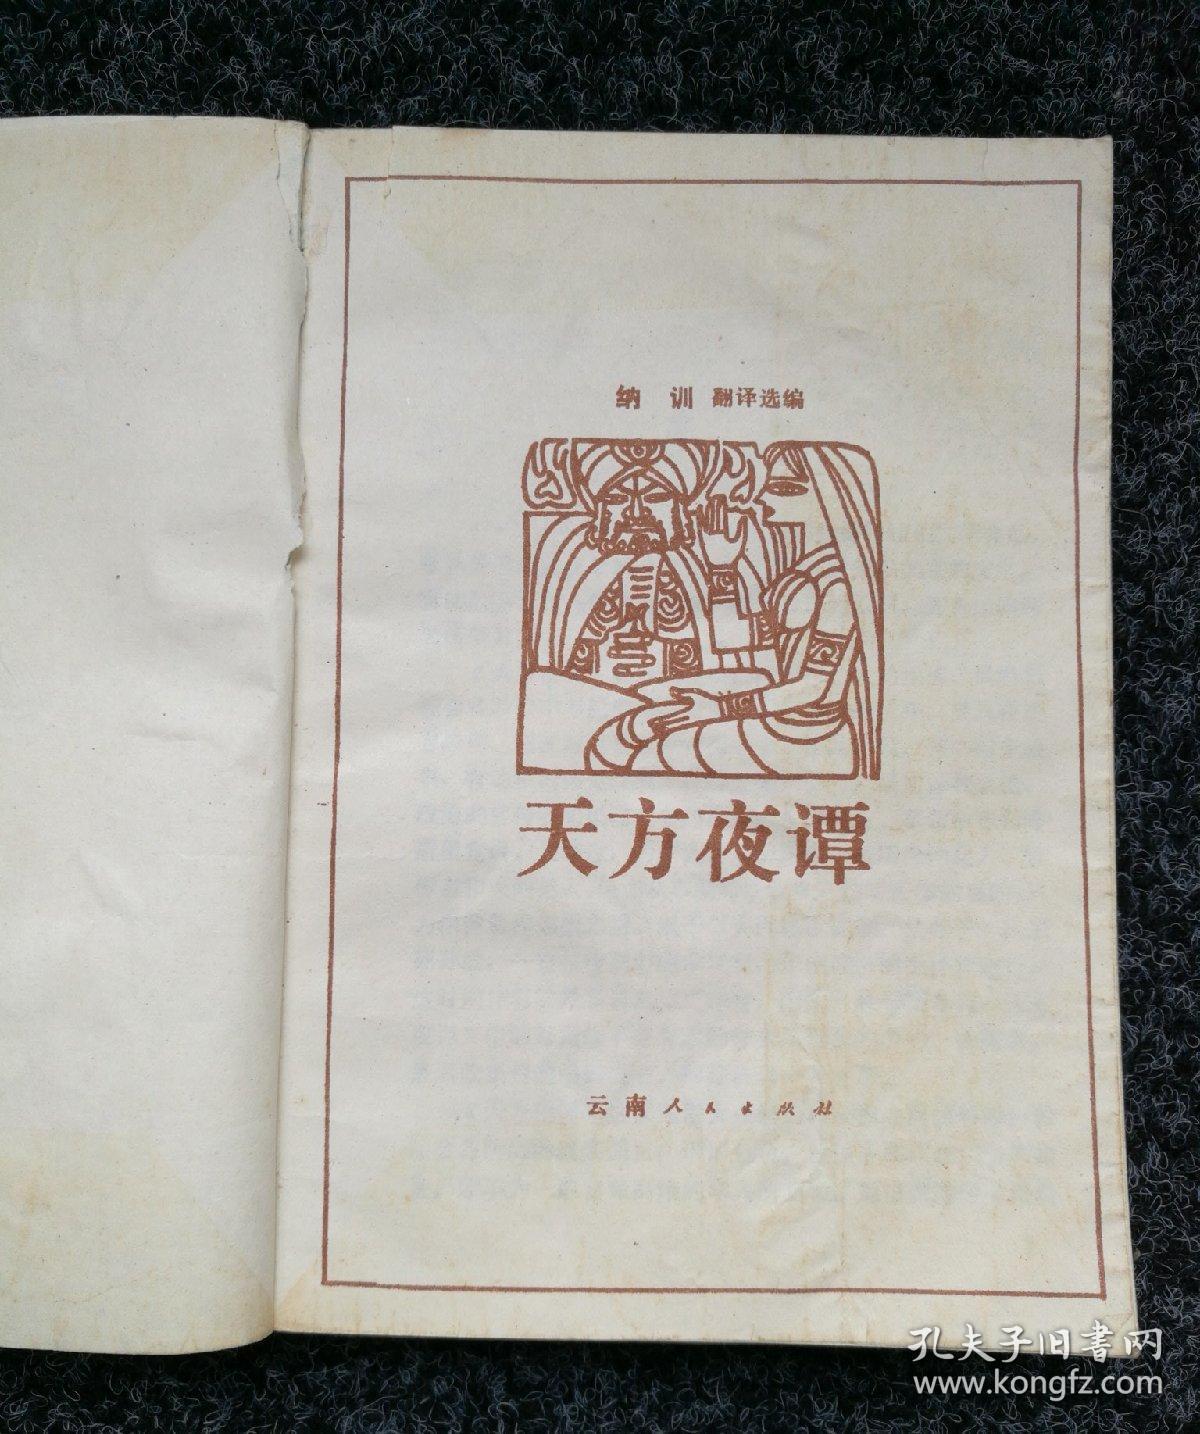 纳 训 翻译选编
天方夜谭
云南人民出版社
孔夫子旧书网
www.kongfz.com